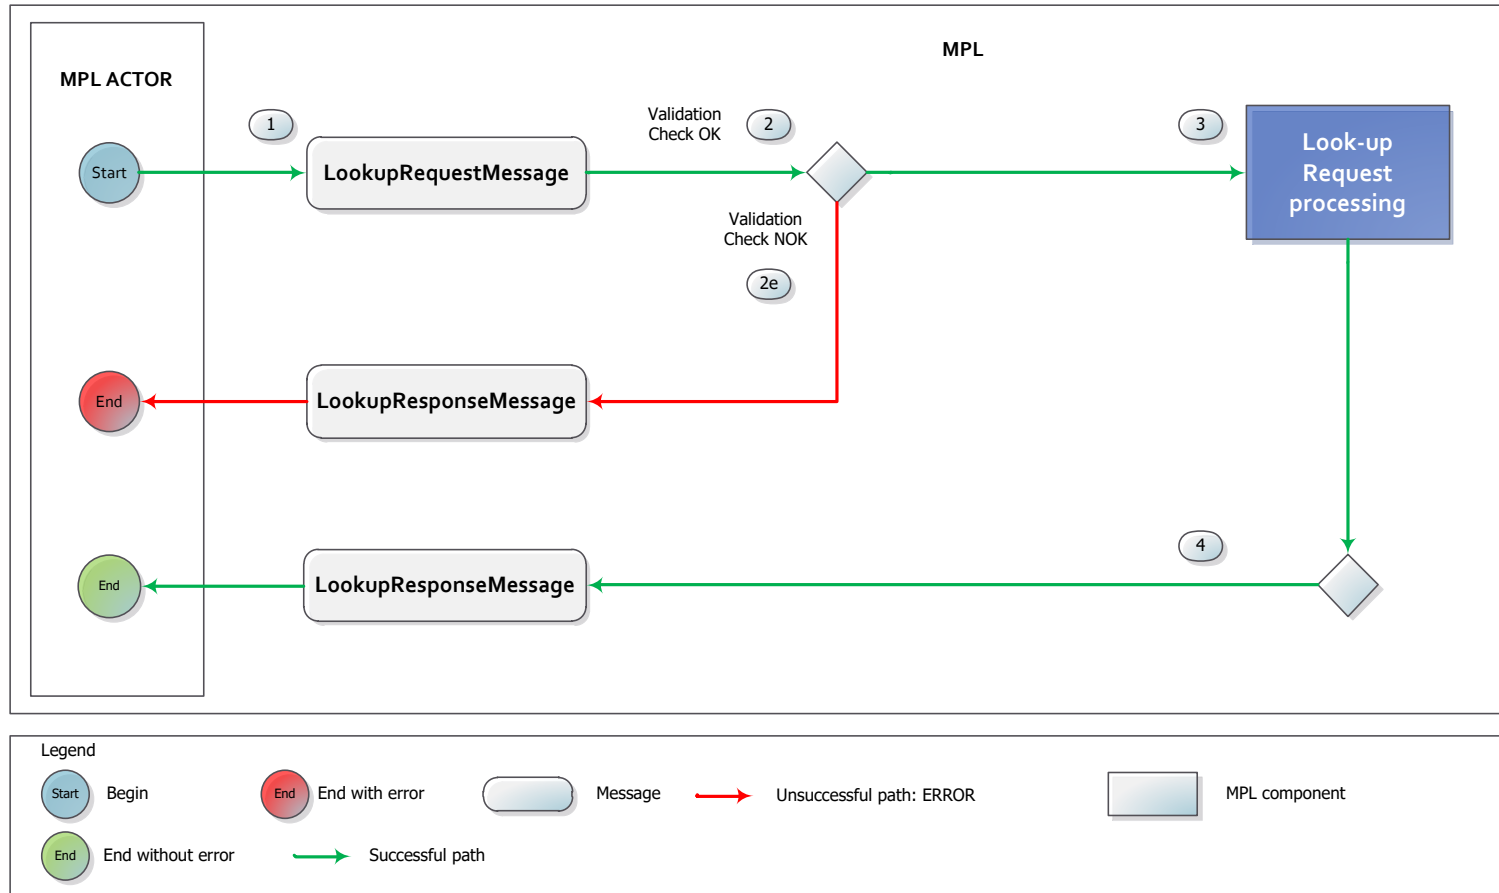 MPL
MPL ACTOR
1
Validation
Check OK
2
3
Start
LookupRequestMessage
Look-up
Request
processing
Validation
Check NOK
2e
End
LookupResponseMessage
4
End
LookupResponseMessage
Legend
Start
Begin
End
End with error
Message
Unsuccessful path: ERROR
MPL component
End
End without error
Successful path